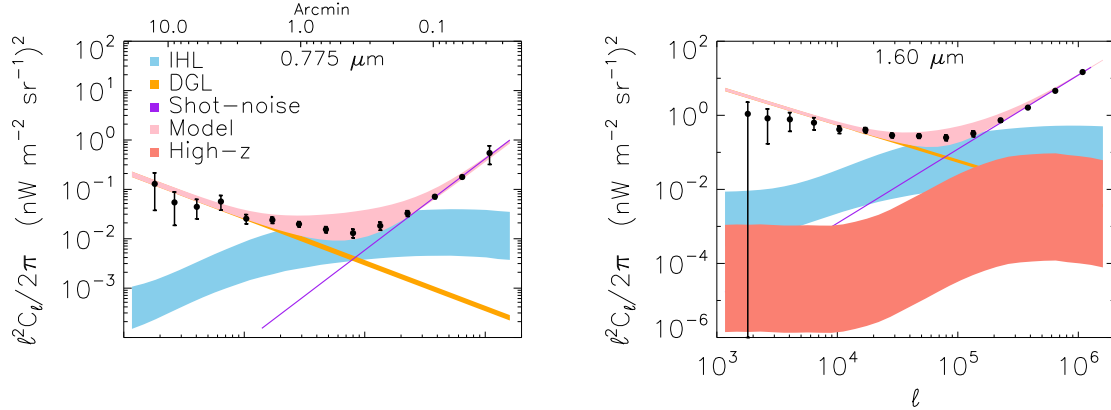 Arcmin
10.0 1.0 0.1
0.775 μm
IHL
DGL
Shot−noise
Model
High−z
10² 10¹ 10⁰ 10⁻¹ 10⁻² 10⁻³
ℓ²Cℓ/2π (nW m⁻² sr⁻¹)²
1.60 μm
10² 10⁰ 10⁻² 10⁻⁴ 10⁻⁶
ℓ²Cℓ/2π (nW m⁻² sr⁻¹)²
10³ 10⁴ 10⁵ 10⁶
ℓ